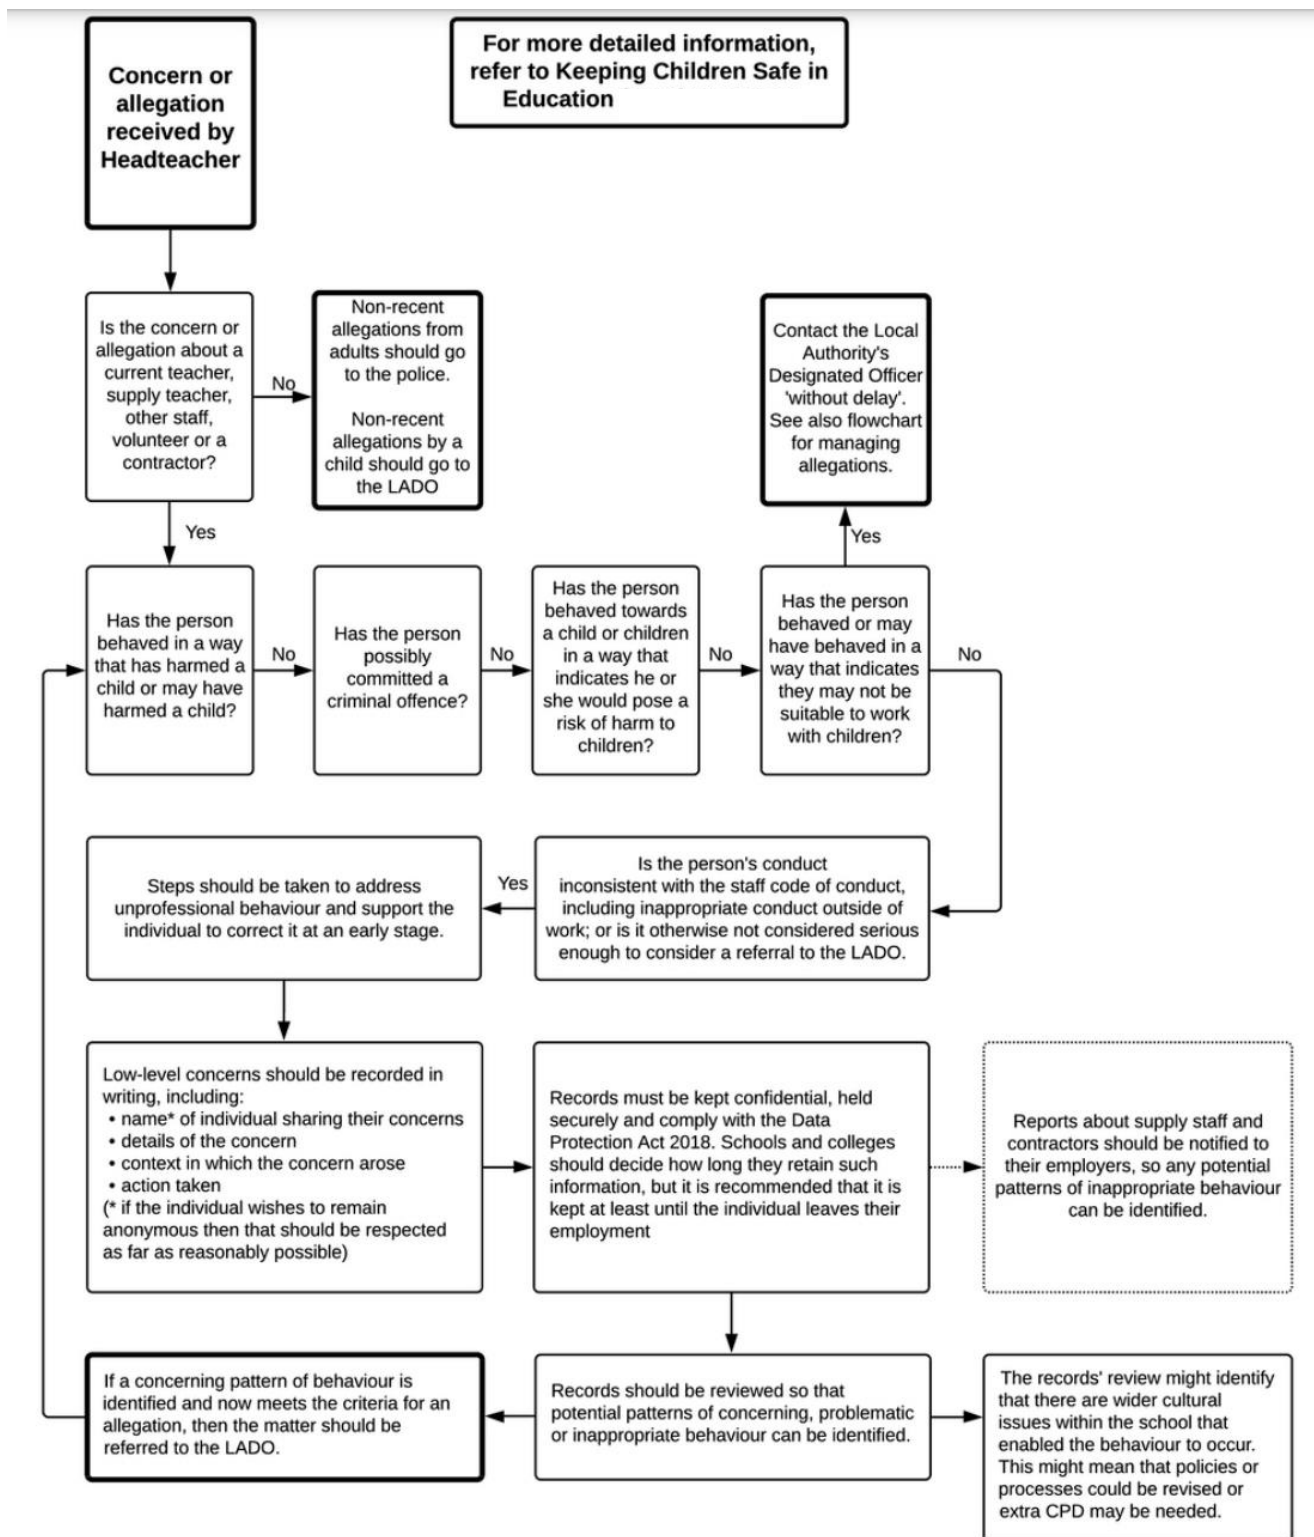 Concern or
allegation
received by
Headteacher
For more detailed information,
refer to Keeping Children Safe in
Education
Is the concern or
allegation about a
current teacher,
supply teacher,
other staff,
volunteer or a
contractor?
No
Non-recent
allegations from
adults should go
to the police.
Non-recent
allegations by a
child should go to
the LADO
Contact the Local
Authority's
Designated Officer
'without delay'.
See also flowchart
for managing
allegations.
Yes
Yes
Has the person
behaved in a way
that has harmed a
child or may have
harmed a child?
No
Has the person
possibly
committed a
criminal offence?
No
Has the person
behaved towards
a child or children
in a way that
indicates he or
she would pose a
risk of harm to
children?
No
Has the person
behaved or may
have behaved in a
way that indicates
they may not be
suitable to work
with children?
No
Steps should be taken to address
unprofessional behaviour and support the
individual to correct it at an early stage.
Yes
Is the person's conduct
inconsistent with the staff code of conduct,
including inappropriate conduct outside of
work; or is it otherwise not considered serious
enough to consider a referral to the LADO.
Low-level concerns should be recorded in
writing, including:
• name* of individual sharing their concerns
• details of the concern
• context in which the concern arose
• action taken
(* if the individual wishes to remain
anonymous then that should be respected
as far as reasonably possible)
Records must be kept confidential, held
securely and comply with the Data
Protection Act 2018. Schools and colleges
should decide how long they retain such
information, but it is recommended that it is
kept at least until the individual leaves their
employment
Reports about supply staff and
contractors should be notified to
their employers, so any potential
patterns of inappropriate behaviour
can be identified.
If a concerning pattern of behaviour is
identified and now meets the criteria for an
allegation, then the matter should be
referred to the LADO.
Records should be reviewed so that
potential patterns of concerning, problematic
or inappropriate behaviour can be identified.
The records' review might identify
that there are wider cultural
issues within the school that
enabled the behaviour to occur.
This might mean that policies or
processes could be revised or
extra CPD may be needed.